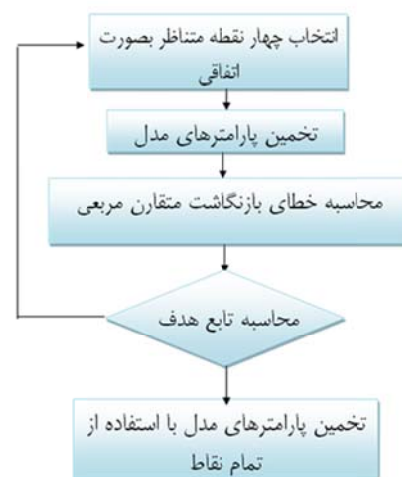 انتخاب چهار نقطه متناظر بصورت
اتفاقی
تخمین پارامترهای مدل
محاسبه خطای بازنگاشت متقارن مربعی
محاسبه تابع هدف
تخمین پارامترهای مدل با استفاده از
تمام نقاط